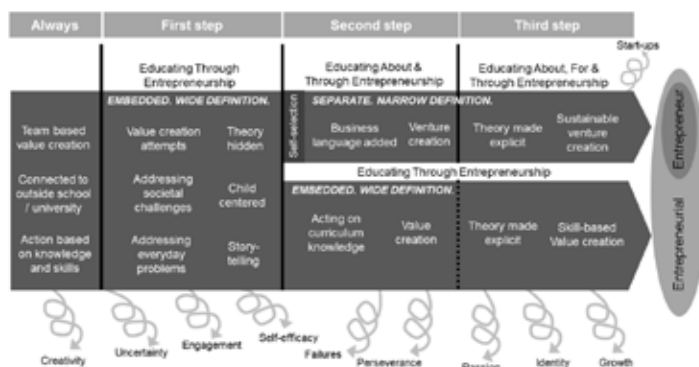 Always
First step
Second step
Third step
Start-ups
Educating Through
Entrepreneurship
Educating About &
Through Entrepreneurship
Educating About, For &
Through Entrepreneurship
EMBEDDED. WIDE DEFINITION.
SEPARATE. NARROW DEFINITION.
Self-selection
Team based
value creation
Value creation
attempts
Theory
hidden
Business
language added
Venture
creation
Theory made
explicit
Sustainable
venture
creation
Entrepreneur
Educating Through Entrepreneurship
EMBEDDED. WIDE DEFINITION
Connected to
outside school /
university
Addressing
societal
challenges
Child
centered
Action based
on knowledge
and skills
Addressing
everyday
problems
Story-
telling
Acting on
curriculum
knowledge
Value
creation
Theory made
explicit
Skill-based
Value creation
Entrepreneurial
Creativity
Uncertainty
Engagement
Self-efficacy
Failures
Perseverance
Passion
Identity
Growth